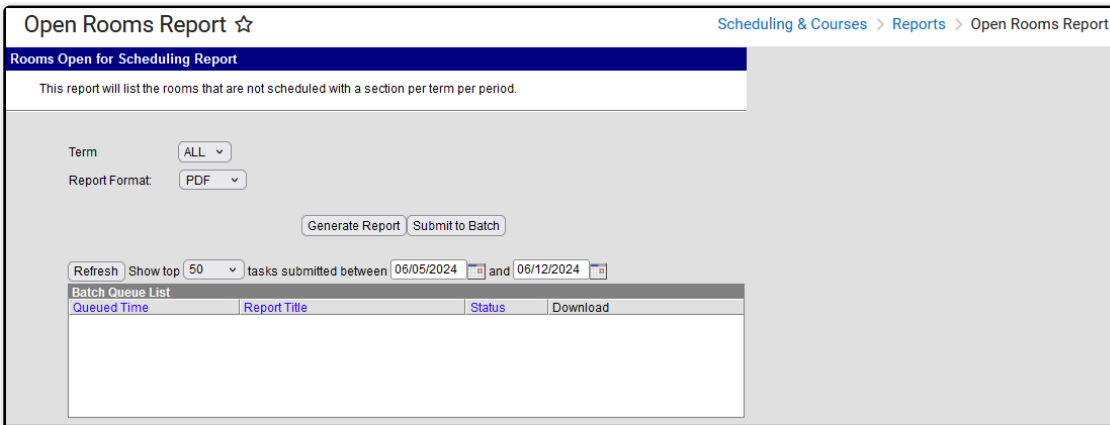 Open Rooms Report ☆
Scheduling & Courses > Reports > Open Rooms Report
Rooms Open for Scheduling Report
This report will list the rooms that are not scheduled with a section per term per period.
Term ALL
Report Format: PDF
Generate Report Submit to Batch
Refresh Show top 50 tasks submitted between 06/05/2024 and 06/12/2024
Batch Queue List
Queued Time Report Title Status Download